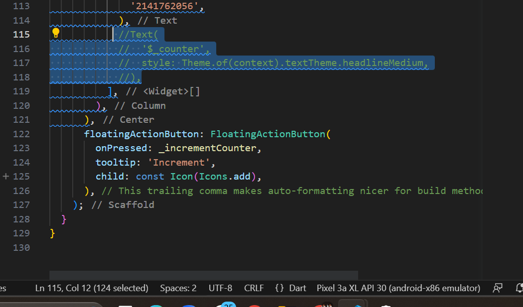 113 '2141762056',
114 ), // Text
115 //Text(
116 // '$_counter',
117 // style: Theme.of(context).textTheme.headlineMedium,
118 //),
119 ], // <Widget>[]
120 ), // Column
121 ), // Center
122 floatingActionButton: FloatingActionButton(
123 onPressed: _incrementCounter,
124 tooltip: 'Increment',
125 child: const Icon(Icons.add),
126 ), // This trailing comma makes auto-formatting nicer for build
127 ); // Scaffold
128 }
129 }
130
Ln 115, Col 12 (124 selected) Spaces: 2 UTF-8 CRLF {} Dart Pixel 3a XL API 30 (android-x86 emulator)